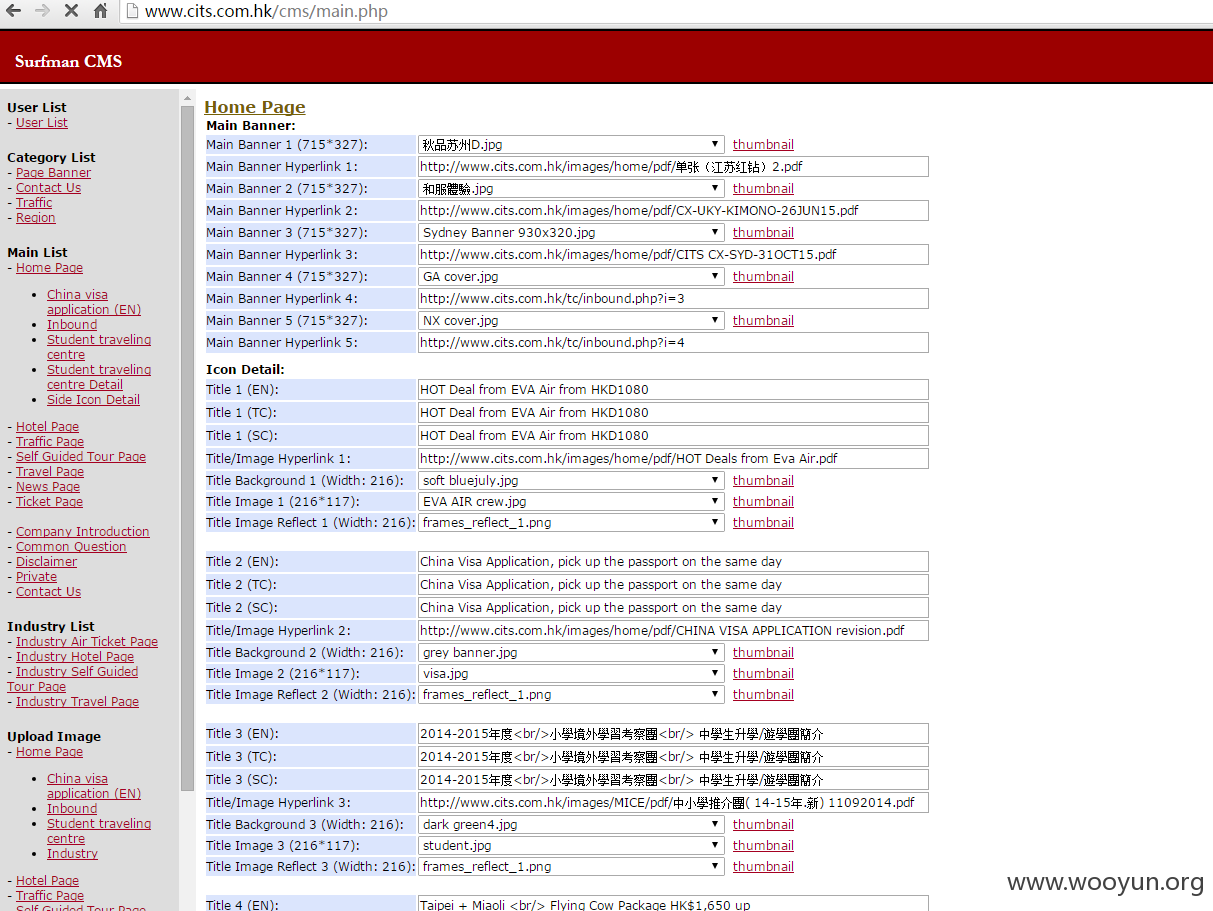 www.cits.com.hk/cms/main.php
Surfman CMS
User List
- User List
Category List
- Page Banner
- Contact Us
- Traffic
- Region
Main List
- Home Page
• China visa
application (EN)
• Inbound
• Student traveling
centre
• Student traveling
centre Detail
• Side Icon Detail
- Hotel Page
- Traffic Page
- Self Guided Tour Page
- Travel Page
- News Page
- Ticket Page
- Company Introduction
- Common Question
- Disclaimer
- Private
- Contact Us
Industry List
- Industry Air Ticket Page
- Industry Hotel Page
- Industry Self Guided
Tour Page
- Industry Travel Page
Upload Image
- Home Page
• China visa
application (EN)
• Inbound
• Student traveling
centre
• Industry
- Hotel Page
- Traffic Page
- Self Guided Tour Page
Home Page
Main Banner:
Main Banner 1 (715*327): 秋品苏州D.jpg thumbnail
Main Banner Hyperlink 1: http://www.cits.com.hk/images/home/pdf/单张（江苏红钻）2.pdf
Main Banner 2 (715*327): 和服體驗.jpg thumbnail
Main Banner Hyperlink 2: http://www.cits.com.hk/images/home/pdf/CX-UKY-KIMONO-26JUN15.pdf
Main Banner 3 (715*327): Sydney Banner 930x320.jpg thumbnail
Main Banner Hyperlink 3: http://www.cits.com.hk/images/home/pdf/CITS CX-SYD-31OCT15.pdf
Main Banner 4 (715*327): GA cover.jpg thumbnail
Main Banner Hyperlink 4: http://www.cits.com.hk/tc/inbound.php?i=3
Main Banner 5 (715*327): NX cover.jpg thumbnail
Main Banner Hyperlink 5: http://www.cits.com.hk/tc/inbound.php?i=4
Icon Detail:
Title 1 (EN): HOT Deal from EVA Air from HKD1080
Title 1 (TC): HOT Deal from EVA Air from HKD1080
Title 1 (SC): HOT Deal from EVA Air from HKD1080
Title/Image Hyperlink 1: http://www.cits.com.hk/images/home/pdf/HOT Deals from Eva Air.pdf
Title Background 1 (Width: 216): soft bluejuly.jpg thumbnail
Title Image 1 (216*117): EVA AIR crew.jpg thumbnail
Title Image Reflect 1 (Width: 216): frames_reflect_1.png thumbnail
Title 2 (EN): China Visa Application, pick up the passport on the same day
Title 2 (TC): China Visa Application, pick up the passport on the same day
Title 2 (SC): China Visa Application, pick up the passport on the same day
Title/Image Hyperlink 2: http://www.cits.com.hk/images/home/pdf/CHINA VISA APPLICATION revision.pdf
Title Background 2 (Width: 216): grey banner.jpg thumbnail
Title Image 2 (216*117): visa.jpg thumbnail
Title Image Reflect 2 (Width: 216): frames_reflect_1.png thumbnail
Title 3 (EN): 2014-2015年度<br/>小學境外學習考察團<br/> 中學生升學/遊學團簡介
Title 3 (TC): 2014-2015年度<br/>小學境外學習考察團<br/> 中學生升學/遊學團簡介
Title 3 (SC): 2014-2015年度<br/>小學境外學習考察團<br/> 中學生升學/遊學團簡介
Title/Image Hyperlink 3: http://www.cits.com.hk/images/MICE/pdf/中小學推介團( 14-15年.新) 11092014.pdf
Title Background 3 (Width: 216): dark green4.jpg thumbnail
Title Image 3 (216*117): student.jpg thumbnail
Title Image Reflect 3 (Width: 216): frames_reflect_1.png thumbnail
Title 4 (EN): Taipei + Miaoli <br/> Flying Cow Package HK$1,650 up
www.wooyun.org